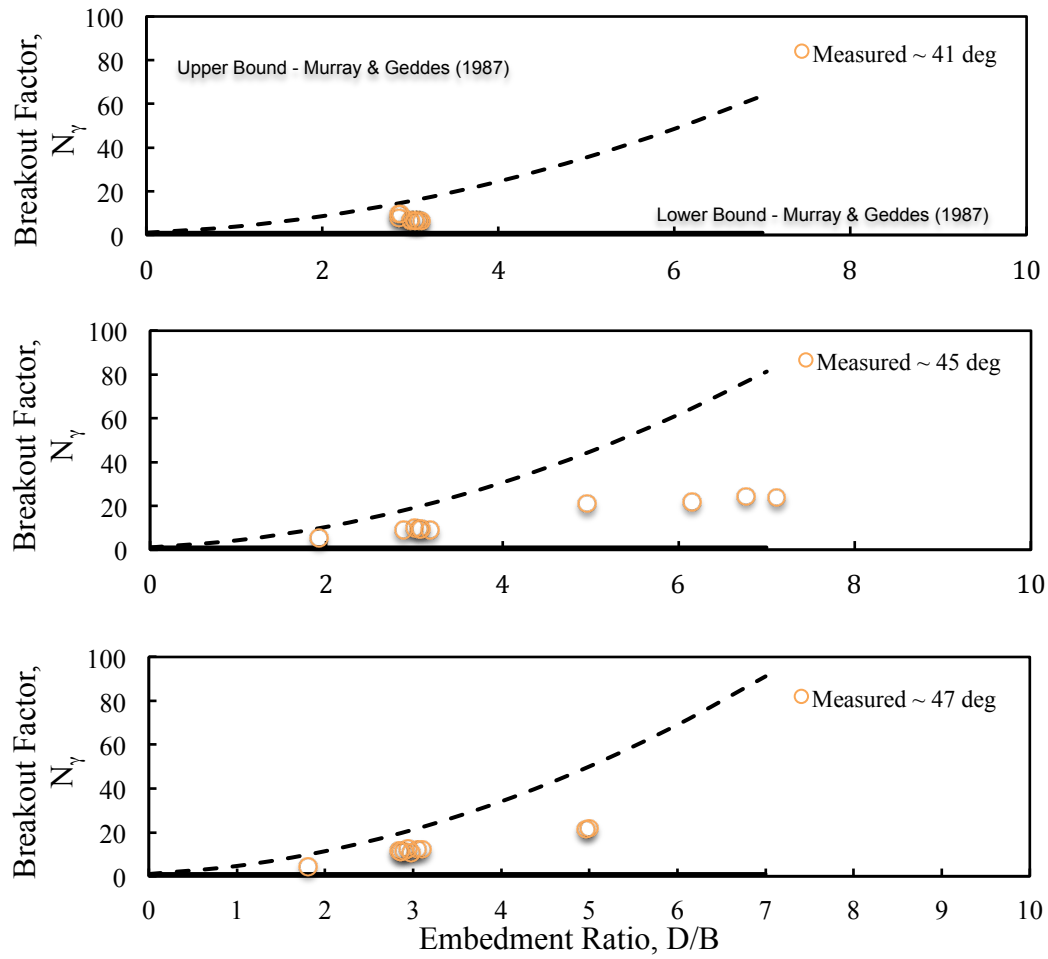 100
80
60
40
20
0
Breakout Factor,
N_γ
Upper Bound - Murray & Geddes (1987)
Measured ~ 41 deg
Lower Bound - Murray & Geddes (1987)
0 2 4 6 8 10
100
80
60
40
20
0
Breakout Factor,
N_γ
Measured ~ 45 deg
0 2 4 6 8 10
100
80
60
40
20
0
Breakout Factor,
N_γ
Measured ~ 47 deg
0 1 2 3 4 5 6 7 8 9 10
Embedment Ratio, D/B